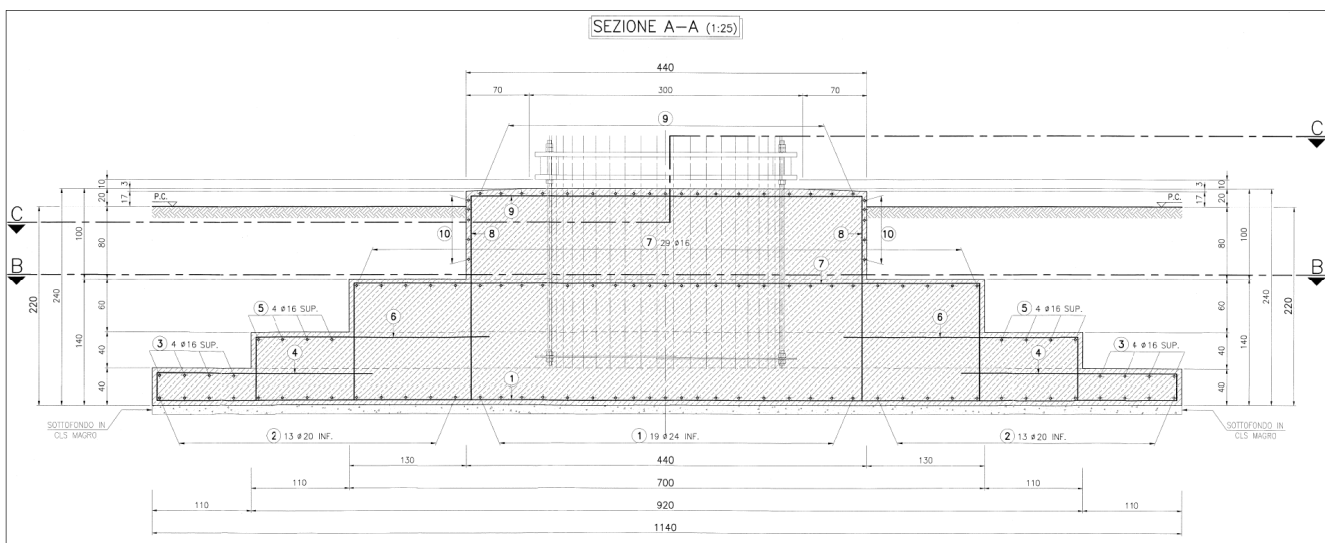 SEZIONE A-A (1:25)
440
70 300 70
9
C
10 3 3 10
20 17 17 20
P.C. P.C.
9
C
10 8 8 10
7 29 ø16
80 100 100 80
B 7 B
220 240 240 220
60 60
5 4 ø16 SUP. 6 6 5 4 ø16 SUP.
140 140
3 4 ø16 SUP. 4 4 3 4 ø16 SUP.
40 40
40 1 40
SOTTOFONDO IN SOTTOFONDO IN
CLS MAGRO CLS MAGRO
2 13 ø20 INF. 1 19 ø24 INF. 2 13 ø20 INF.
130 440 130
110 700 110
110 920 110
1140